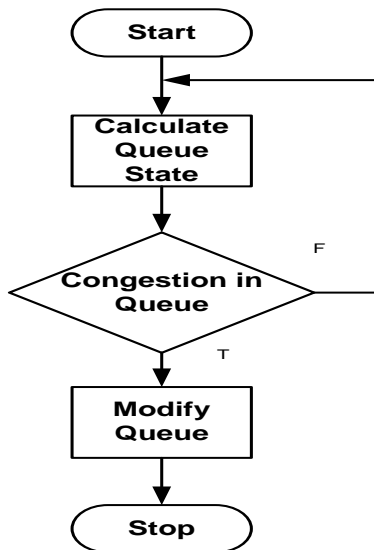 Start
Calculate
Queue
State
Congestion in
Queue
F
T
Modify
Queue
Stop